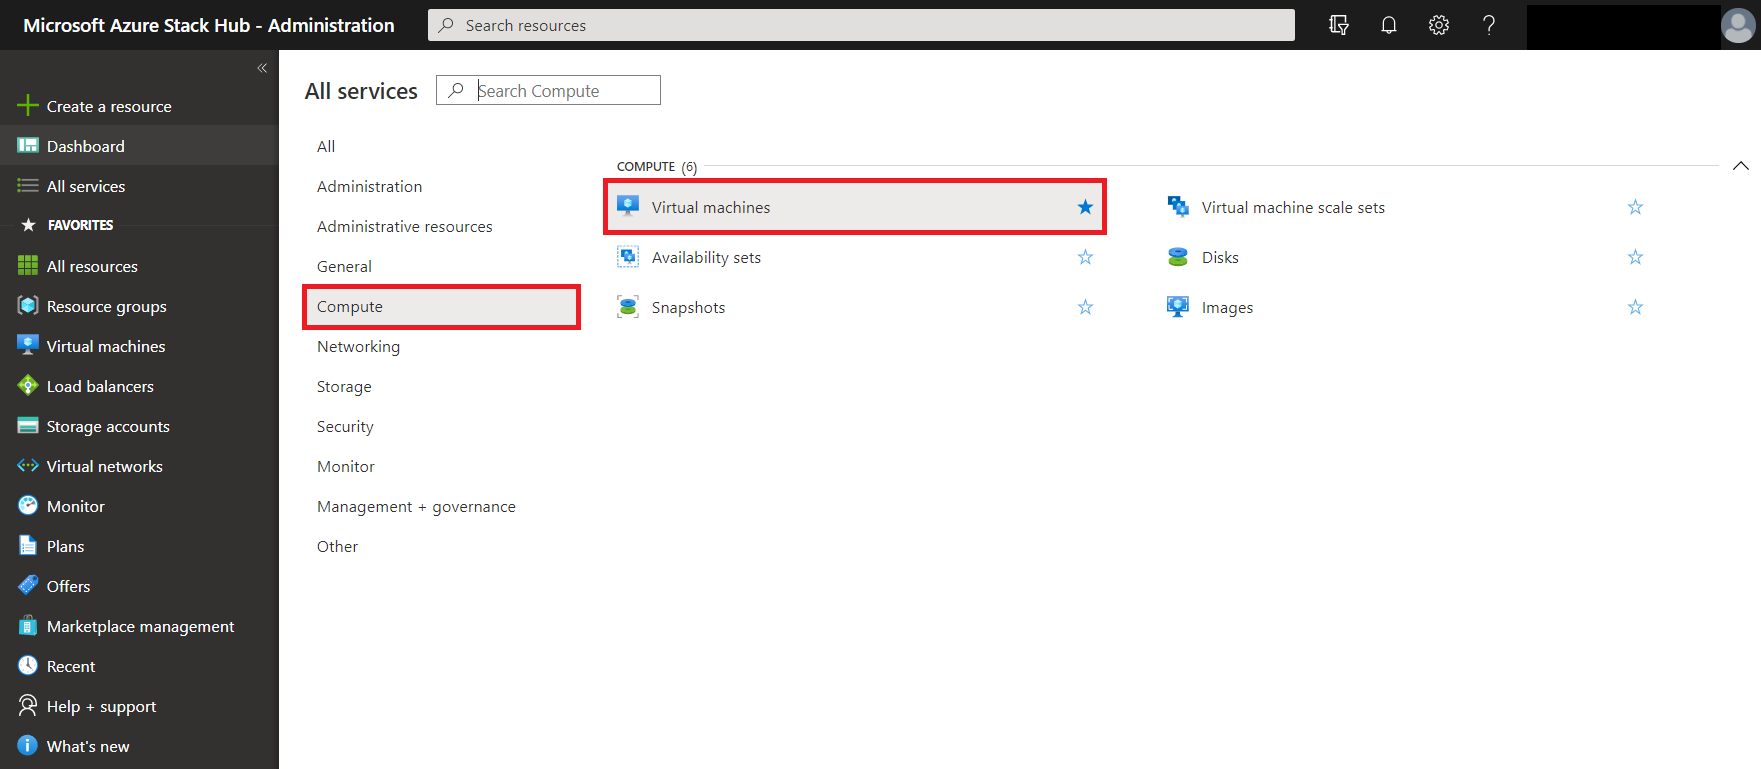 Microsoft Azure Stack Hub - Administration
Search resources
Create a resource
Dashboard
All services
FAVORITES
All resources
Resource groups
Virtual machines
Load balancers
Storage accounts
Virtual networks
Monitor
Plans
Offers
Marketplace management
Recent
Help + support
What's new
All services
Search Compute
All
Administration
Administrative resources
General
Compute
Networking
Storage
Security
Monitor
Management + governance
Other
COMPUTE (6)
Virtual machines
Virtual machine scale sets
Availability sets
Disks
Snapshots
Images